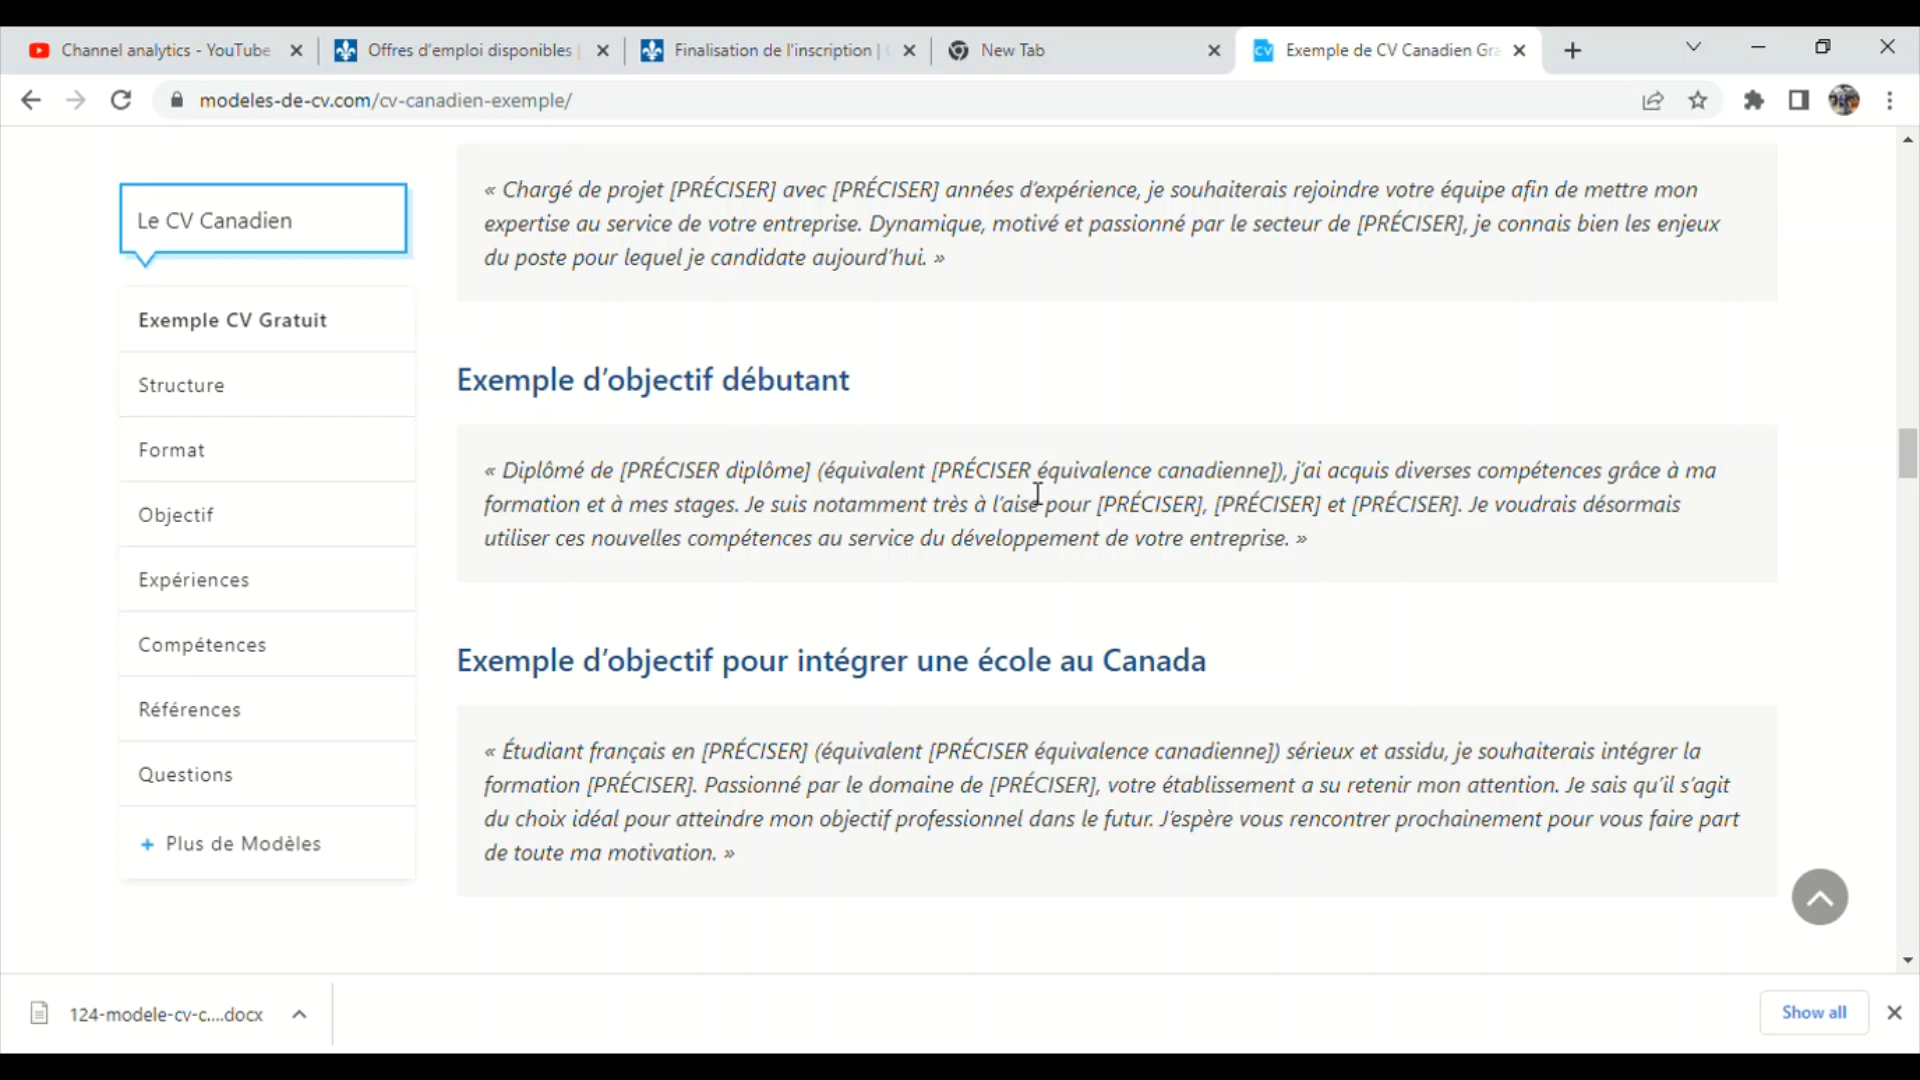 Channel analytics - YouTube
Offres d'emploi disponibles |
Finalisation de l'inscription |
New Tab
CV
Exemple de CV Canadien Gra
modeles-de-cv.com/cv-canadien-exemple/
Le CV Canadien
Exemple CV Gratuit
Structure
Format
Objectif
Expériences
Compétences
Références
Questions
+ Plus de Modèles
« Chargé de projet [PRÉCISER] avec [PRÉCISER] années d’expérience, je souhaiterais rejoindre votre équipe afin de mettre mon
expertise au service de votre entreprise. Dynamique, motivé et passionné par le secteur de [PRÉCISER], je connais bien les enjeux
du poste pour lequel je candidate aujourd’hui. »
Exemple d’objectif débutant
« Diplômé de [PRÉCISER diplôme] (équivalent [PRÉCISER équivalence canadienne]), j’ai acquis diverses compétences grâce à ma
formation et à mes stages. Je suis notamment très à l’aise pour [PRÉCISER], [PRÉCISER] et [PRÉCISER]. Je voudrais désormais
utiliser ces nouvelles compétences au service du développement de votre entreprise. »
Exemple d’objectif pour intégrer une école au Canada
« Étudiant français en [PRÉCISER] (équivalent [PRÉCISER équivalence canadienne]) sérieux et assidu, je souhaiterais intégrer la
formation [PRÉCISER]. Passionné par le domaine de [PRÉCISER], votre établissement a su retenir mon attention. Je sais qu’il s’agit
du choix idéal pour atteindre mon objectif professionnel dans le futur. J’espère vous rencontrer prochainement pour vous faire part
de toute ma motivation. »
124-modele-cv-c....docx
Show all